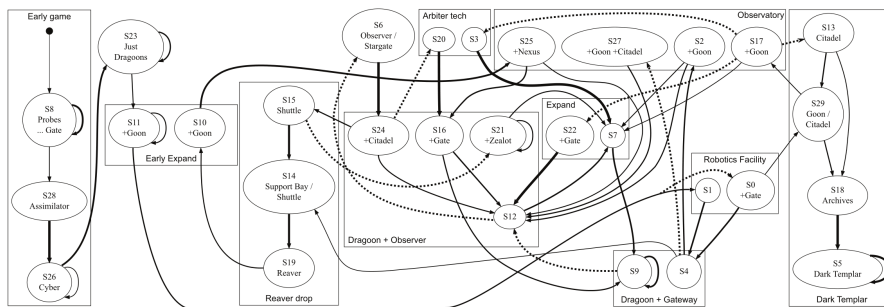 Early game
S8
Probes
... Gate
S28
Assimilator
S26
Cyber
S23
Just
Dragoons
S11
+Goon
S10
+Goon
Early Expand
S15
Shuttle
S14
Support Bay /
Shuttle
S19
Reaver
Reaver drop
S6
Observer /
Stargate
Arbiter tech
S20
S3
S24
+Citadel
S16
+Gate
S21
+Zealot
S12
Dragoon + Observer
Expand
S22
+Gate
S7
Observatory
S25
+Nexus
S27
+Goon +Citadel
S2
+Goon
S17
+Goon
Robotics Facility
S1
S0
+Gate
S9
S4
Dragoon + Gateway
S13
Citadel
S29
Goon /
Citadel
S18
Archives
S5
Dark Templar
Dark Templar